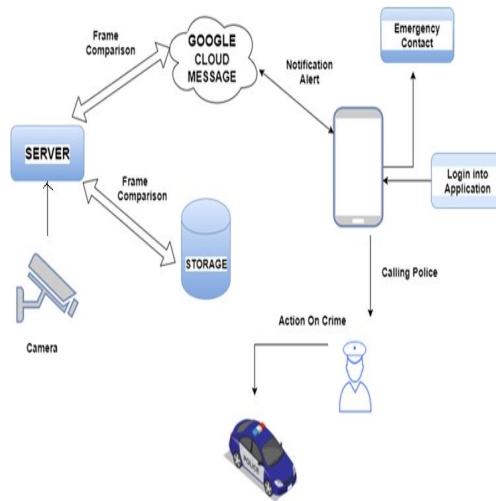 Frame
Comparison
GOOGLE
CLOUD
MESSAGE
Emergency
Contact
Notification
Alert
SERVER
Frame
Comparison
Login into
Application
STORAGE
Calling Police
Camera
Action On Crime
POLICE